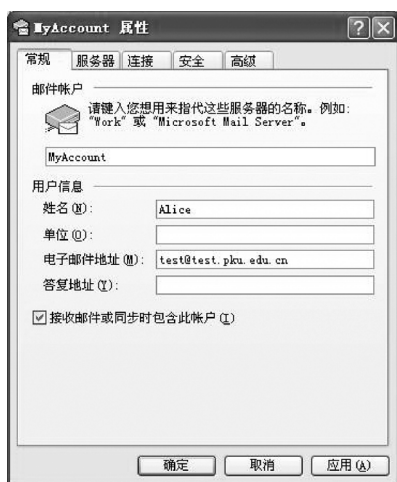 MyAccount 属性
常规 服务器 连接 安全 高级
邮件帐户
请键入您想用来指代这些服务器的名称。例如:
"Work" 或 "Microsoft Mail Server"。
MyAccount
用户信息
姓名(N): Alice
单位(O):
电子邮件地址(M): test@test.pku.edu.cn
答复地址(Y):
接收邮件或同步时包含此帐户(I)
确定 取消 应用(A)